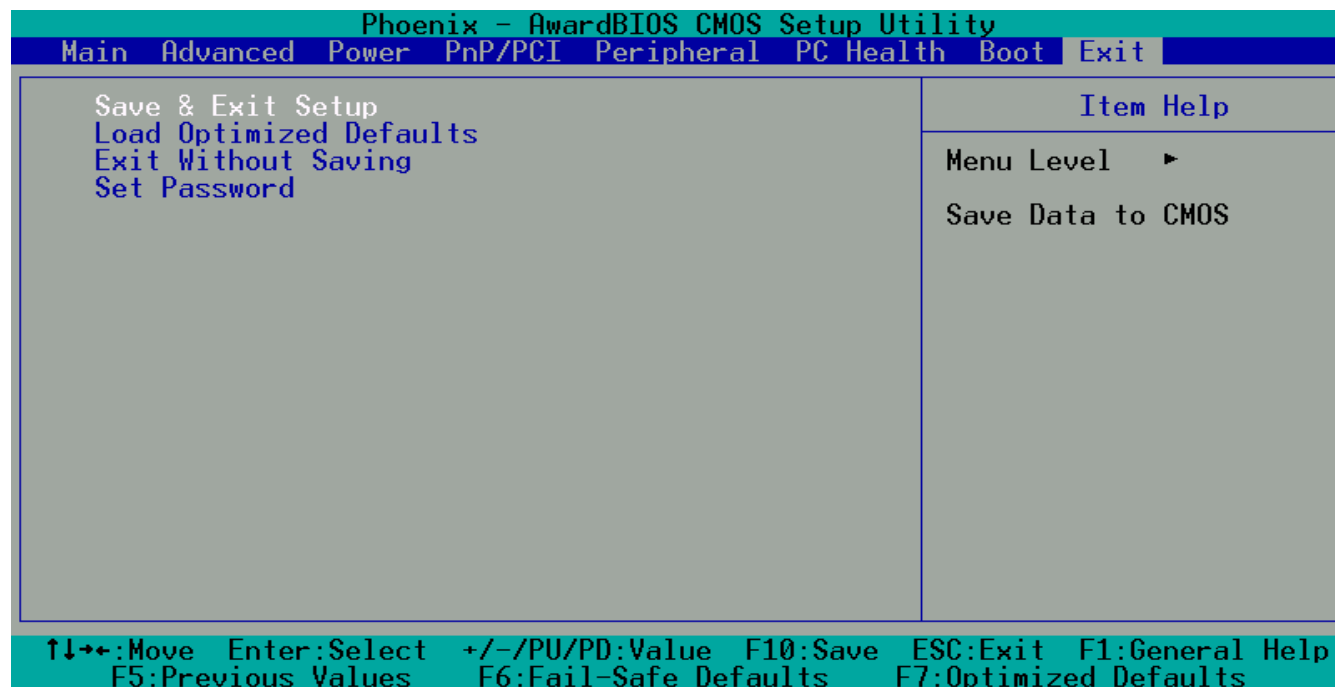 Phoenix - AwardBIOS CMOS Setup Utility
Main Advanced Power PnP/PCI Peripheral PC Health Boot Exit
Save & Exit Setup
Load Optimized Defaults
Exit Without Saving
Set Password
Item Help
Menu Level ►
Save Data to CMOS
↑↓→←:Move Enter:Select +/-/PU/PD:Value F10:Save ESC:Exit F1:General Help
F5:Previous Values F6:Fail-Safe Defaults F7:Optimized Defaults